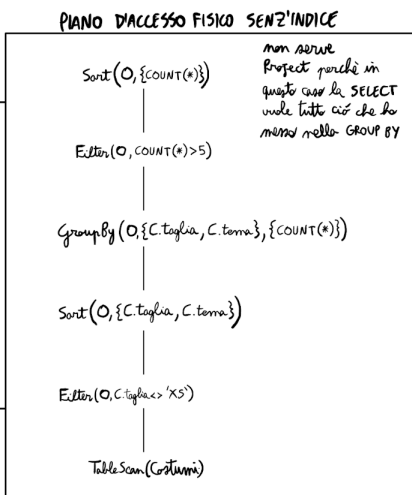 PIANO D'ACCESSO FISICO SENZ'INDICE
Sort(O, {COUNT(*)})
non serve
Project perchè in
questo caso la SELECT
vuole tutto ciò che ho
messo nella GROUP BY
Filter(O, COUNT(*)>5)
GroupBy(O, {C.taglia, C.tema}, {COUNT(*)})
Sort(O, {C.taglia, C.tema})
Filter(O, C.taglia<> 'XS')
TableScan(Costumi)